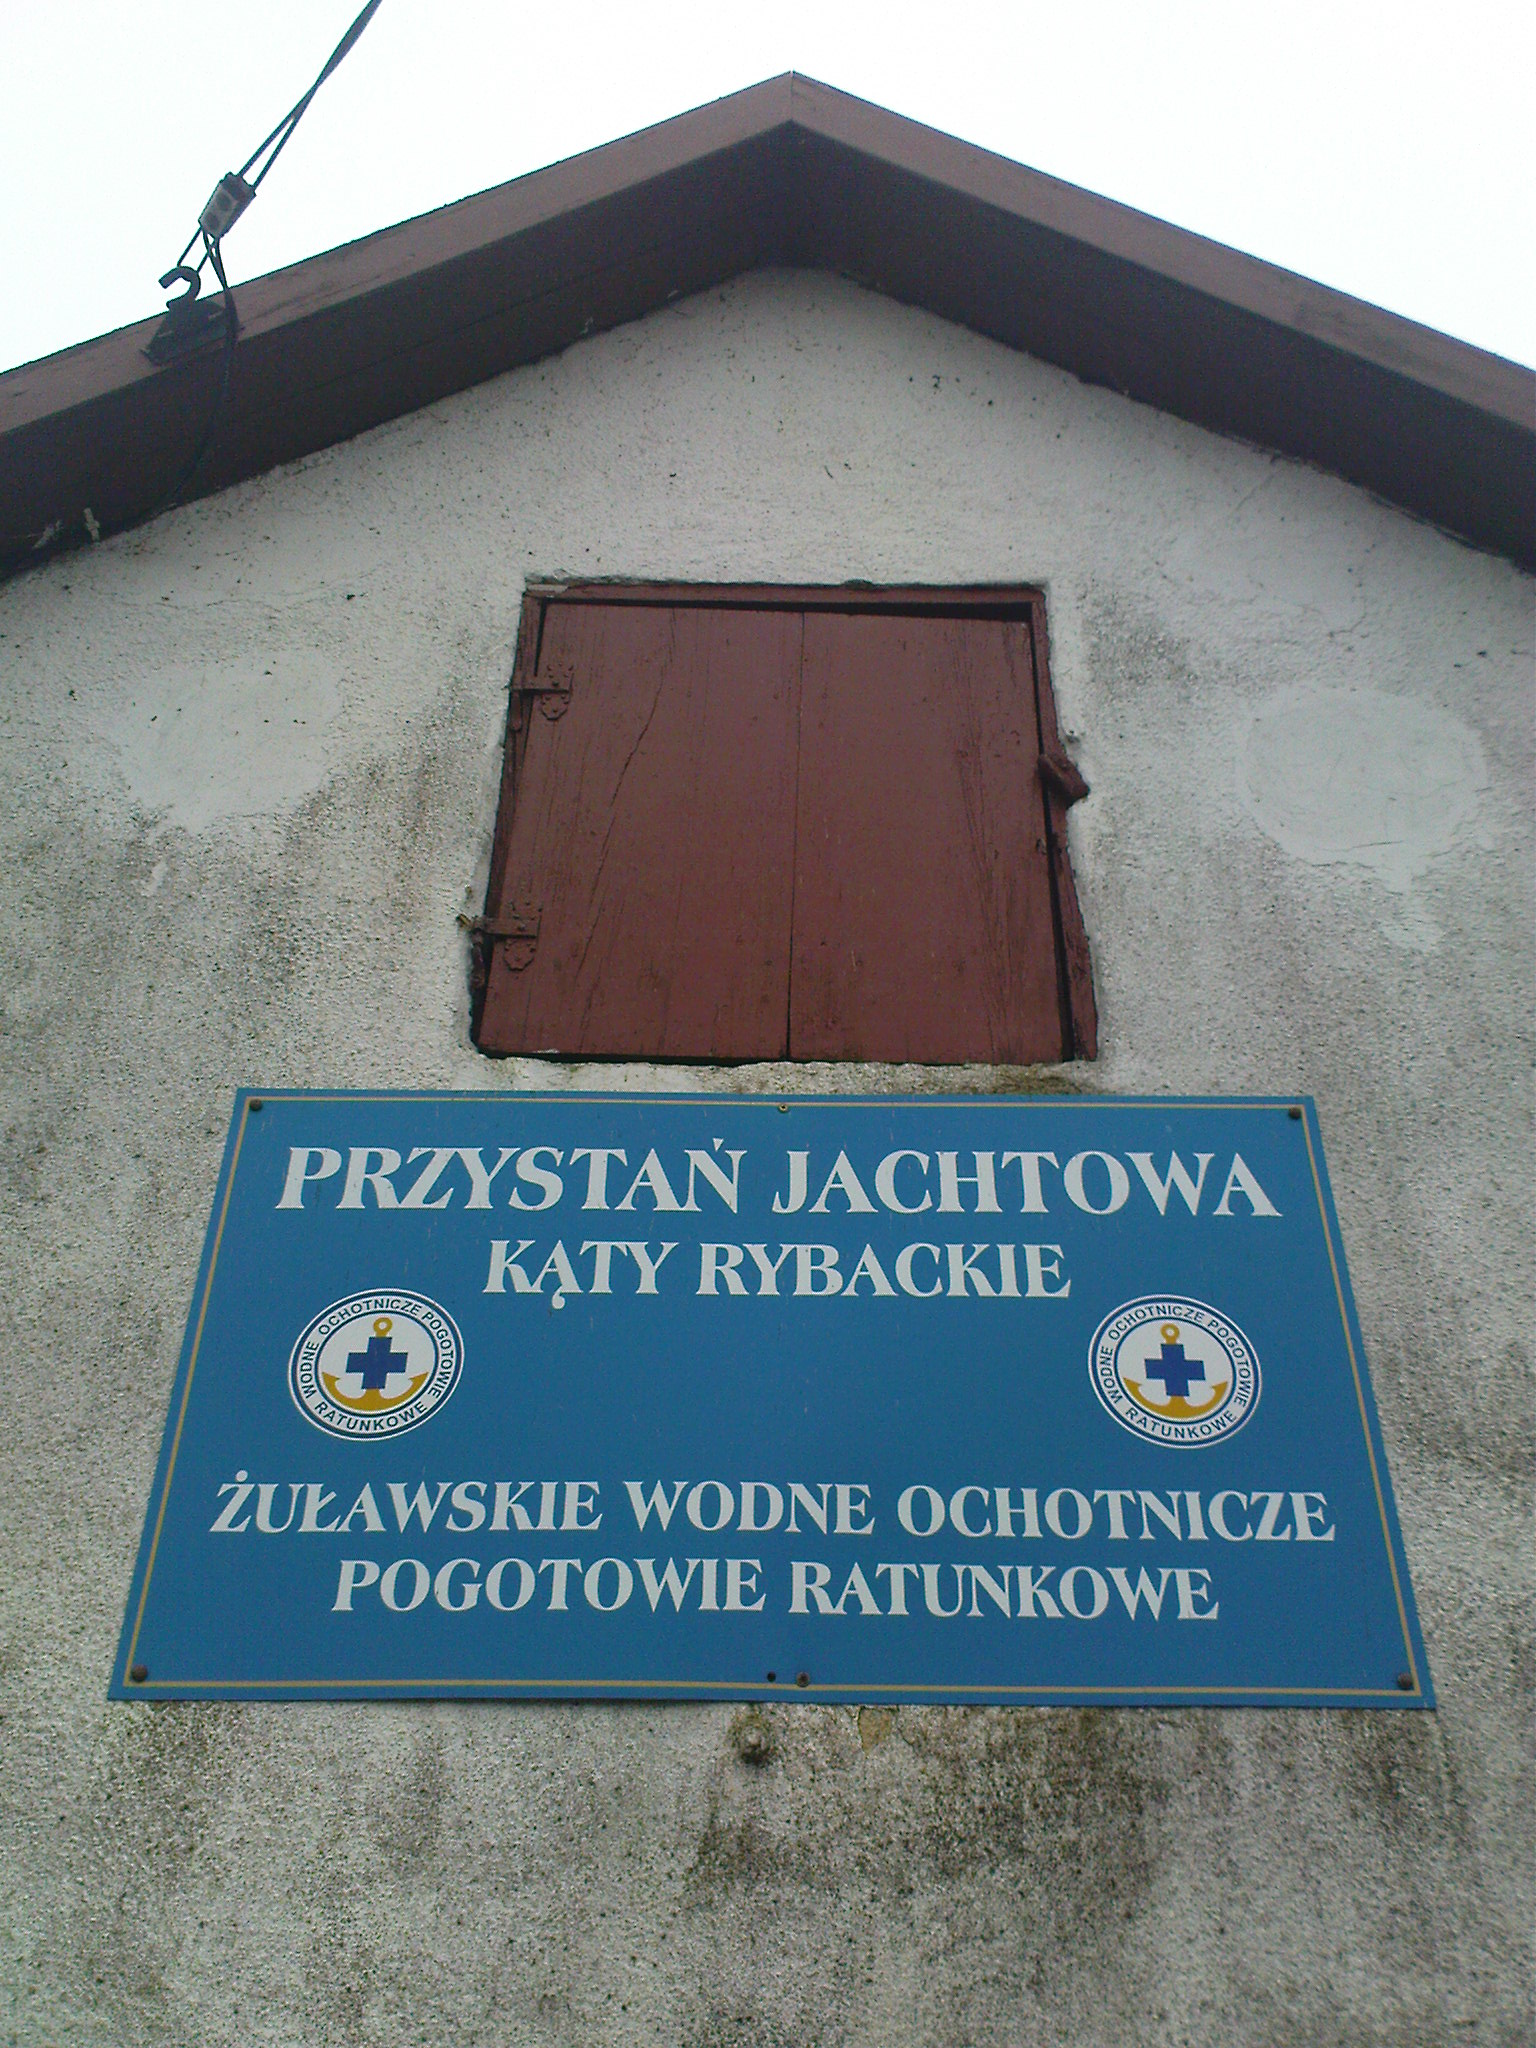 PRZYSTAŃ JACHTOWA
KĄTY RYBACKIE
WODNE OCHOTNICZE POGOTOWIE RATUNKOWE
WODNE OCHOTNICZE POGOTOWIE RATUNKOWE
ŻUŁAWSKIE WODNE OCHOTNICZE
POGOTOWIE RATUNKOWE